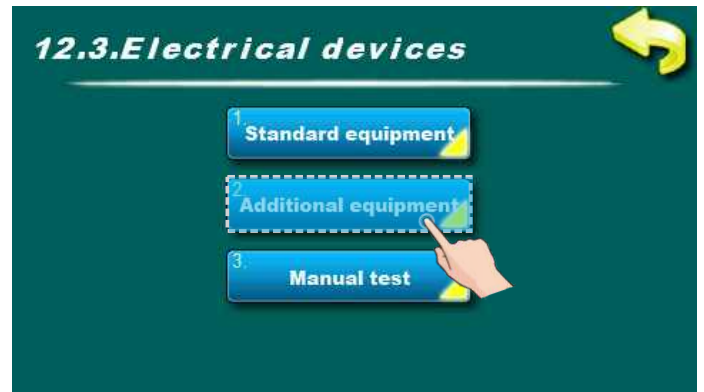 12.3.Electrical devices
1.
Standard equipment
2.
Additional equipment
3.
Manual test